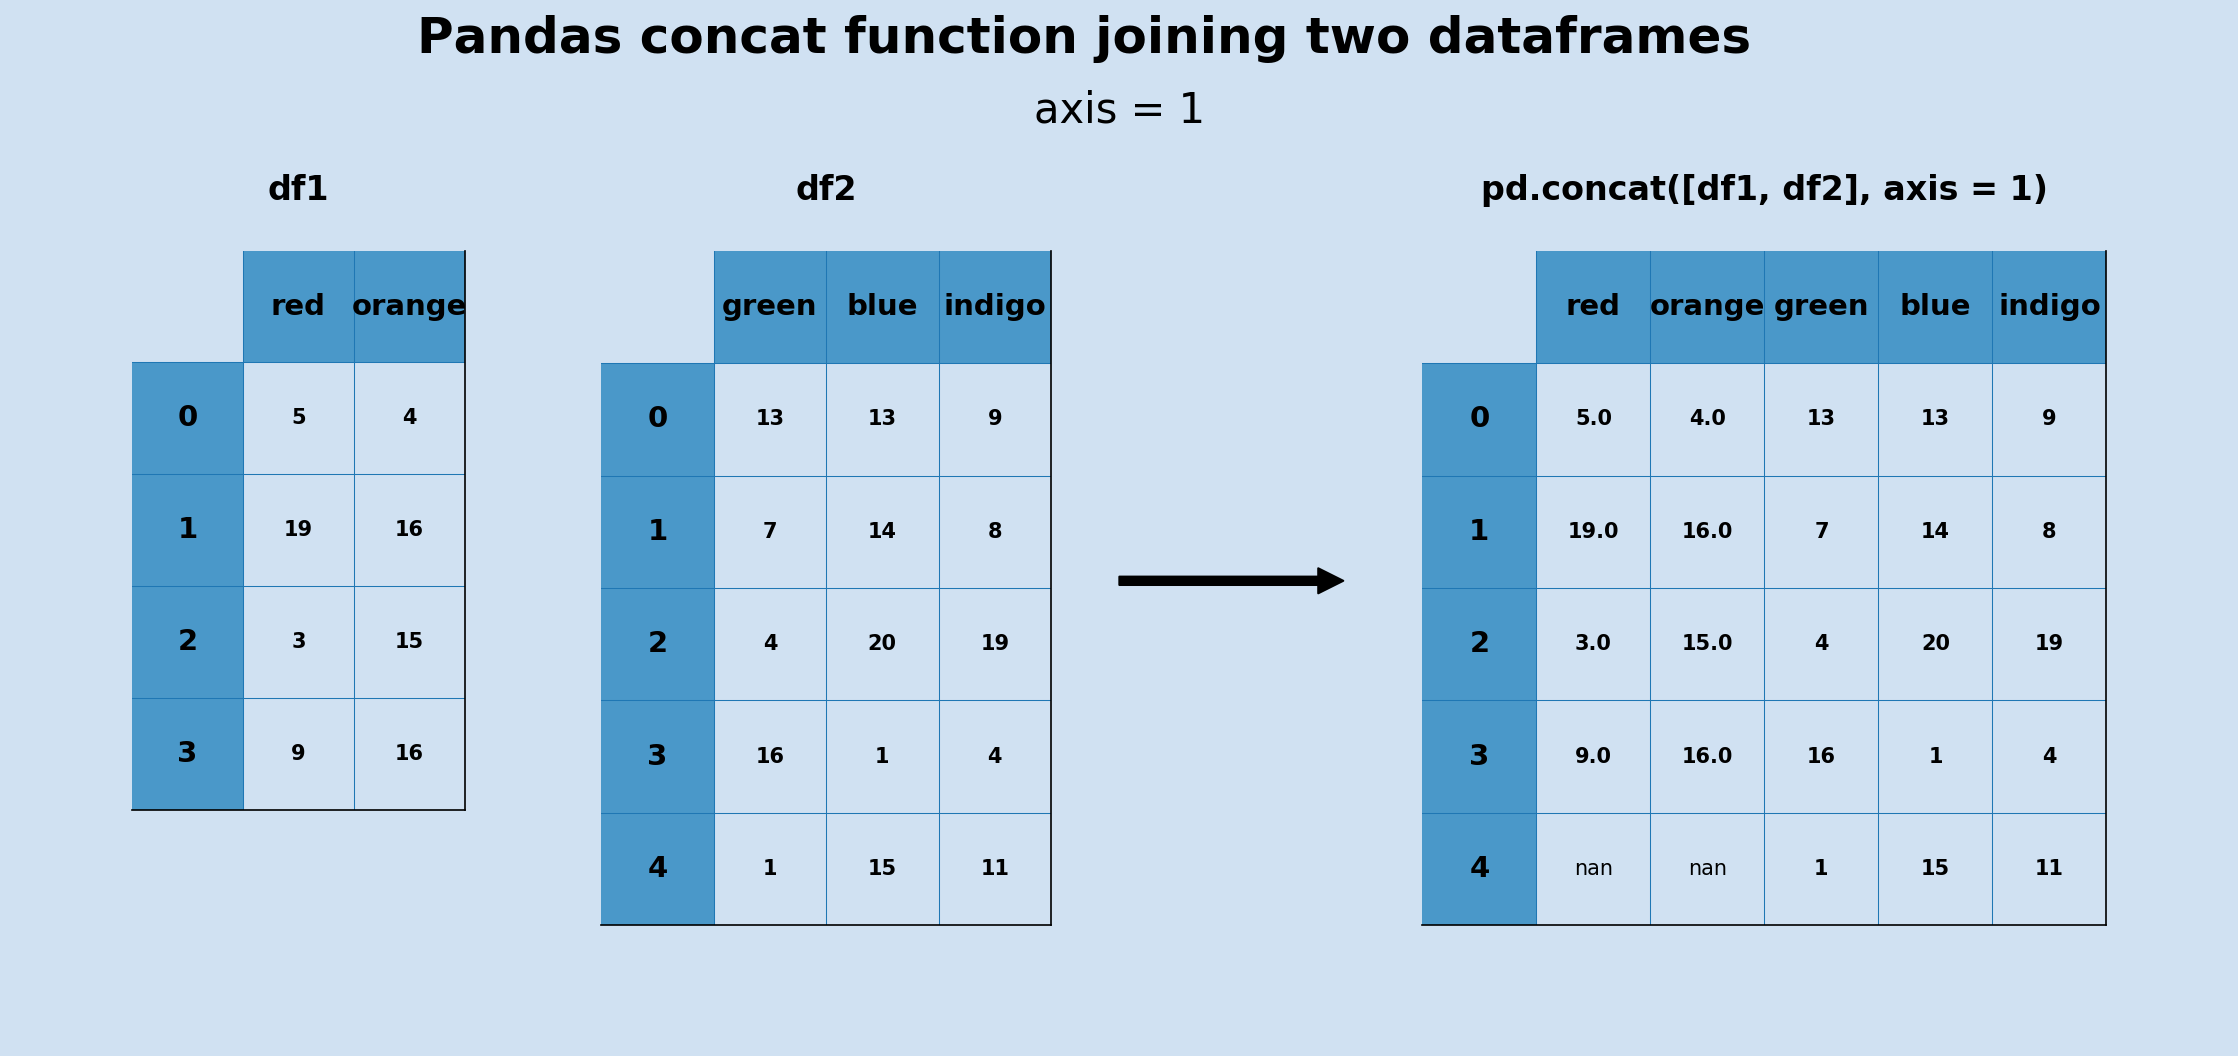 Pandas concat function joining two dataframes
axis = 1
df1
red orange
0 5 4
1 19 16
2 3 15
3 9 16
df2
green blue indigo
0 13 13 9
1 7 14 8
2 4 20 19
3 16 1 4
4 1 15 11
pd.concat([df1, df2], axis = 1)
red orange green blue indigo
0 5.0 4.0 13 13 9
1 19.0 16.0 7 14 8
2 3.0 15.0 4 20 19
3 9.0 16.0 16 1 4
4 nan nan 1 15 11